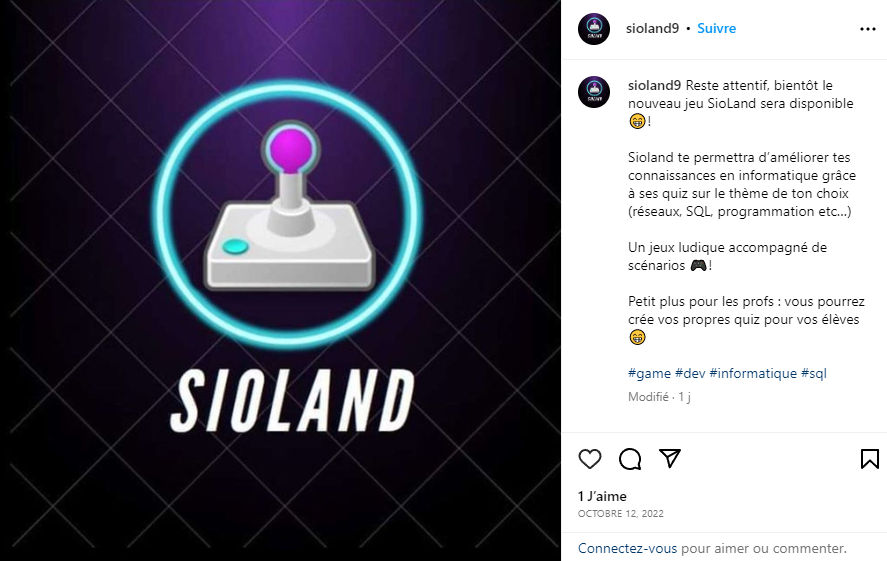 SIOLAND
sioland9 • Suivre
sioland9 Reste attentif, bientôt le
nouveau jeu SioLand sera disponible
😁!
Sioland te permettra d'améliorer tes
connaissances en informatique grâce
à ses quiz sur le thème de ton choix
(réseaux, SQL, programmation etc...)
Un jeux ludique accompagné de
scénarios 🎮!
Petit plus pour les profs : vous pourrez
crée vos propres quiz pour vos élèves
😁
#game #dev #informatique #sql
Modifié · 1 j
1 J'aime
OCTOBRE 12, 2022
Connectez-vous pour aimer ou commenter.